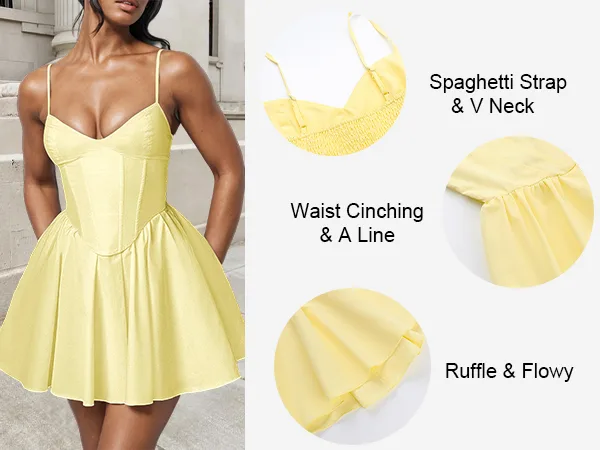 Spaghetti Strap
& V Neck
Waist Cinching
& A Line
Ruffle & Flowy